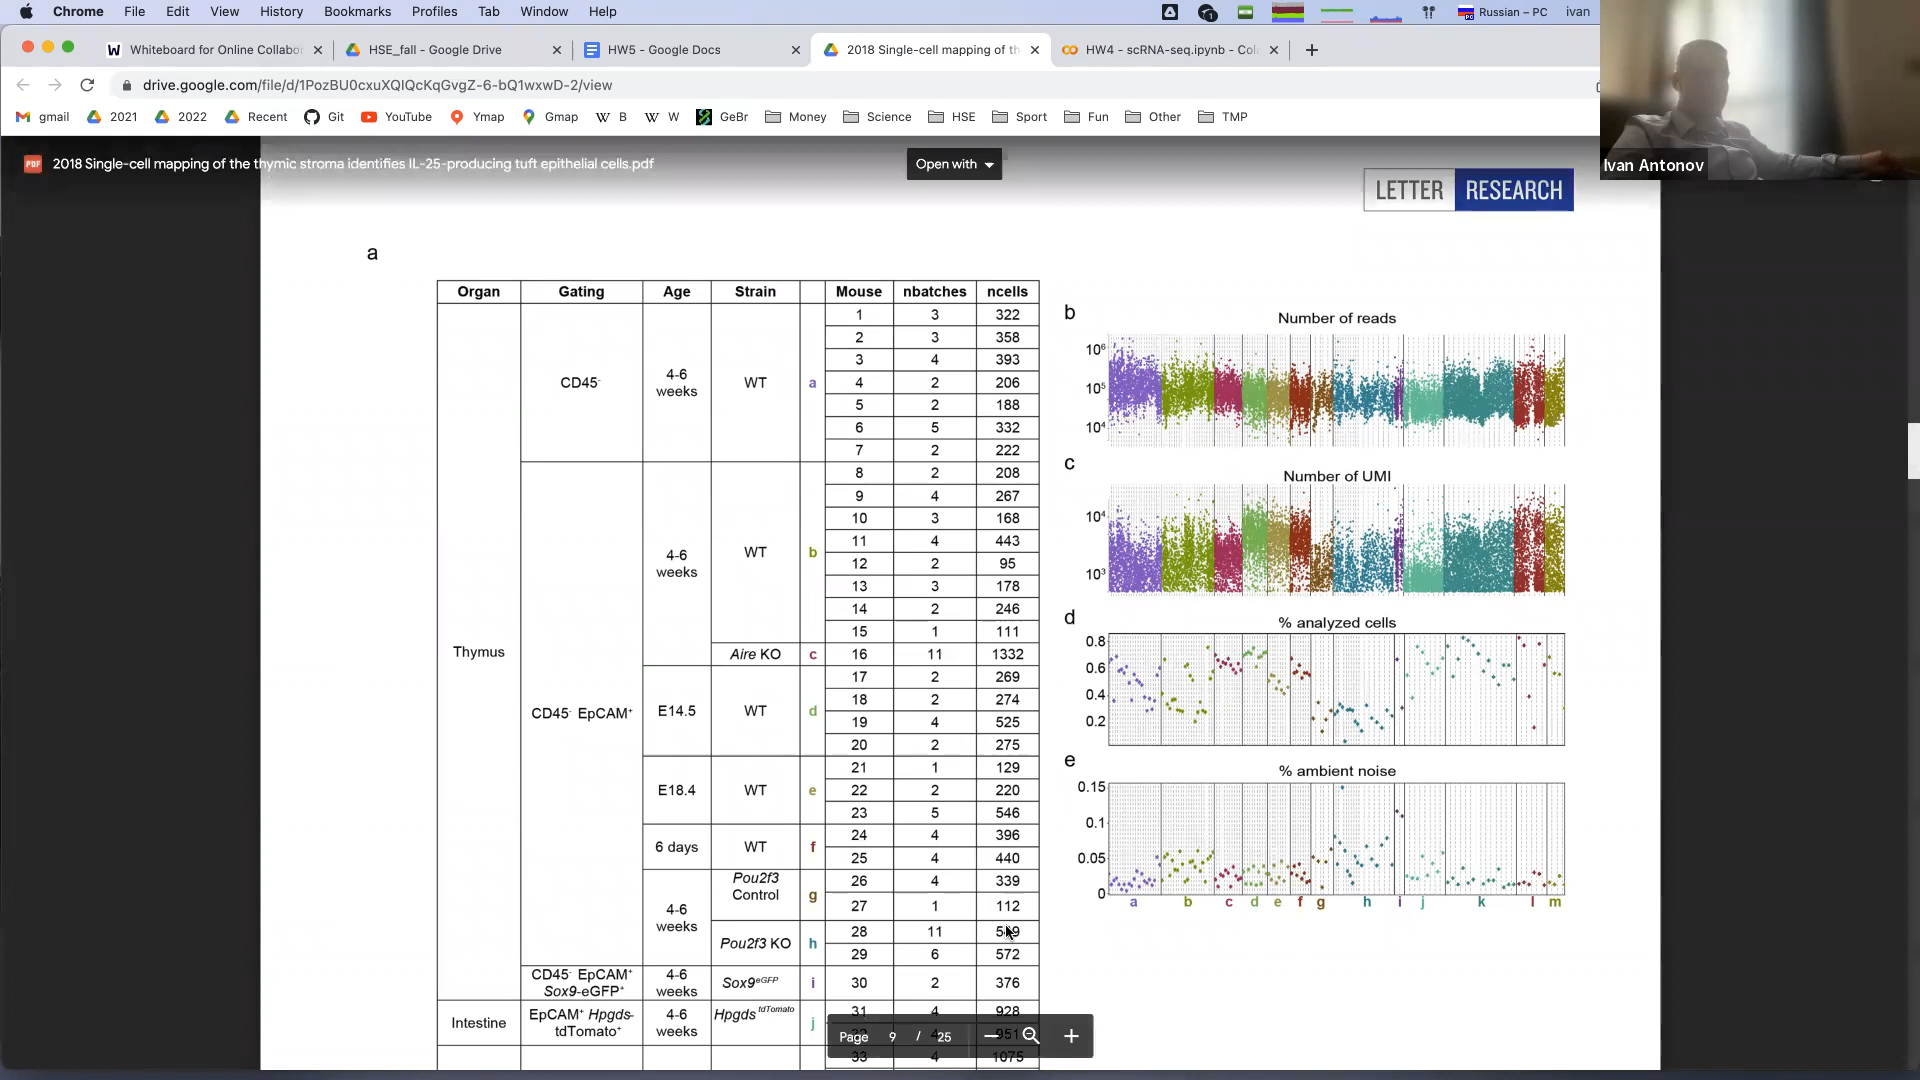 Chrome File Edit View History Bookmarks Profiles Tab Window Help Russian – PC ivan
Whiteboard for Online Collabo HSE_fall - Google Drive HW5 - Google Docs 2018 Single-cell mapping of th HW4 - scRNA-seq.ipynb - Col
drive.google.com/file/d/1PozBU0cxuXQIQcKqGvgZ-6-bQ1wxwD-2/view
gmail 2021 2022 Recent Git YouTube Ymap Gmap B W GeBr Money Science HSE Sport Fun Other TMP
PDF 2018 Single-cell mapping of the thymic stroma identifies IL-25-producing tuft epithelial cells.pdf Open with
Ivan Antonov
LETTER RESEARCH
a
Organ Gating Age Strain Mouse nbatches ncells
Thymus CD45- 4-6 weeks WT a
1 3 322
2 3 358
3 4 393
4 2 206
5 2 188
6 5 332
7 2 222
CD45- EpCAM+ 4-6 weeks WT b
8 2 208
9 4 267
10 3 168
11 4 443
12 2 95
13 3 178
14 2 246
15 1 111
Aire KO c 16 11 1332
E14.5 WT d
17 2 269
18 2 274
19 4 525
20 2 275
E18.4 WT e
21 1 129
22 2 220
23 5 546
6 days WT f
24 4 396
25 4 440
4-6 weeks Pou2f3 Control g
26 4 339
27 1 112
Pou2f3 KO h
28 11
29 6 572
CD45- EpCAM+ Sox9-eGFP+ 4-6 weeks Sox9eGFP i 30 2 376
Intestine EpCAM+ Hpgds-tdTomato+ 4-6 weeks Hpgds tdTomato j
31 4 928
951
33 4 1075
Page 9 / 25
b
Number of reads
10⁶
10⁵
10⁴
c
Number of UMI
10⁴
10³
d
% analyzed cells
0.8
0.6
0.4
0.2
e
% ambient noise
0.15
0.1
0.05
0
a b c d e f g h i j k l m